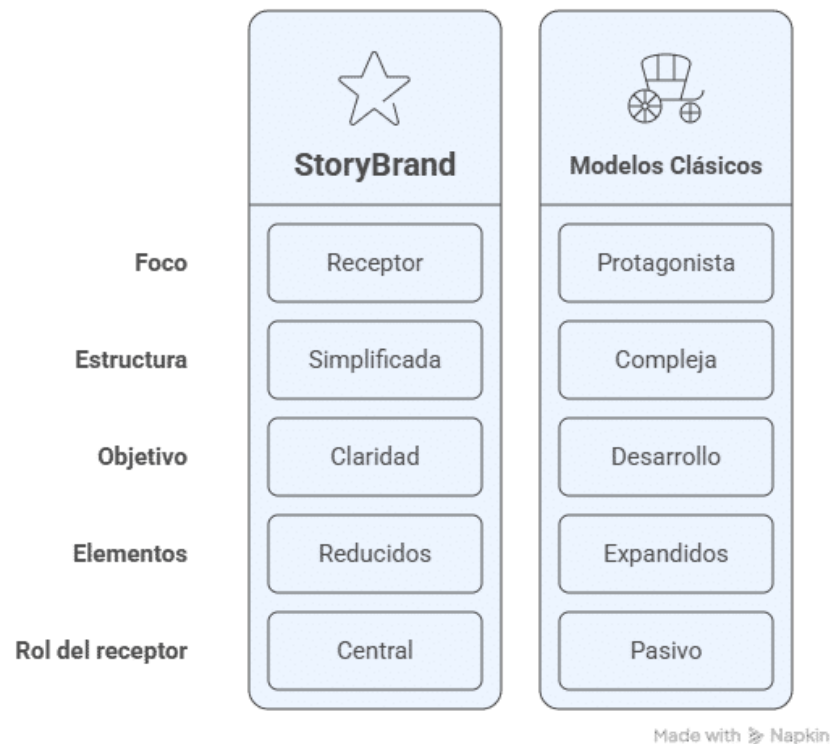 StoryBrand
Modelos Clásicos
Foco
Receptor
Protagonista
Estructura
Simplificada
Compleja
Objetivo
Claridad
Desarrollo
Elementos
Reducidos
Expandidos
Rol del receptor
Central
Pasivo
Made with Napkin